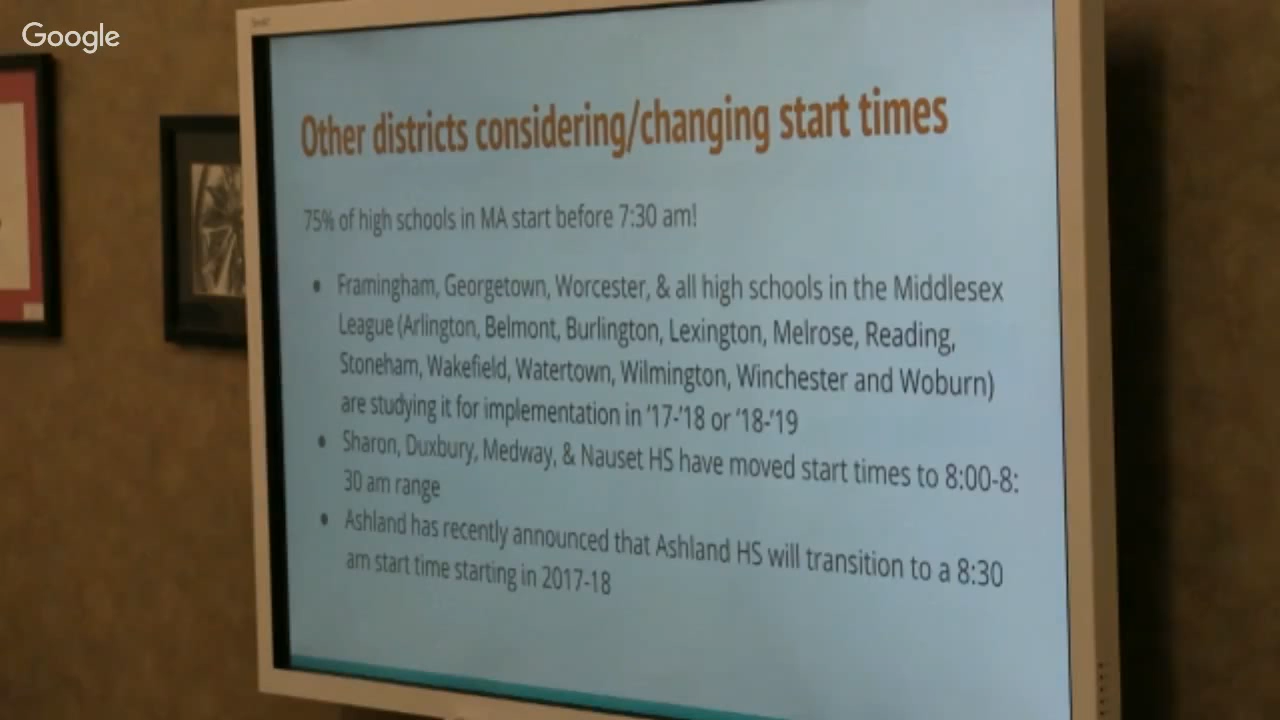 Google
Other districts considering/changing start times
75% of high schools in MA start before 7:30 am!
• Framingham, Georgetown, Worcester, & all high schools in the Middlesex
League (Arlington, Belmont, Burlington, Lexington, Melrose, Reading,
Stoneham, Wakefield, Watertown, Wilmington, Winchester and Woburn)
are studying it for implementation in ‘17-’18 or ‘18-’19
• Sharon, Duxbury, Medway, & Nauset HS have moved start times to 8:00-8:
30 am range
• Ashland has recently announced that Ashland HS will transition to a 8:30
am start time starting in 2017-18